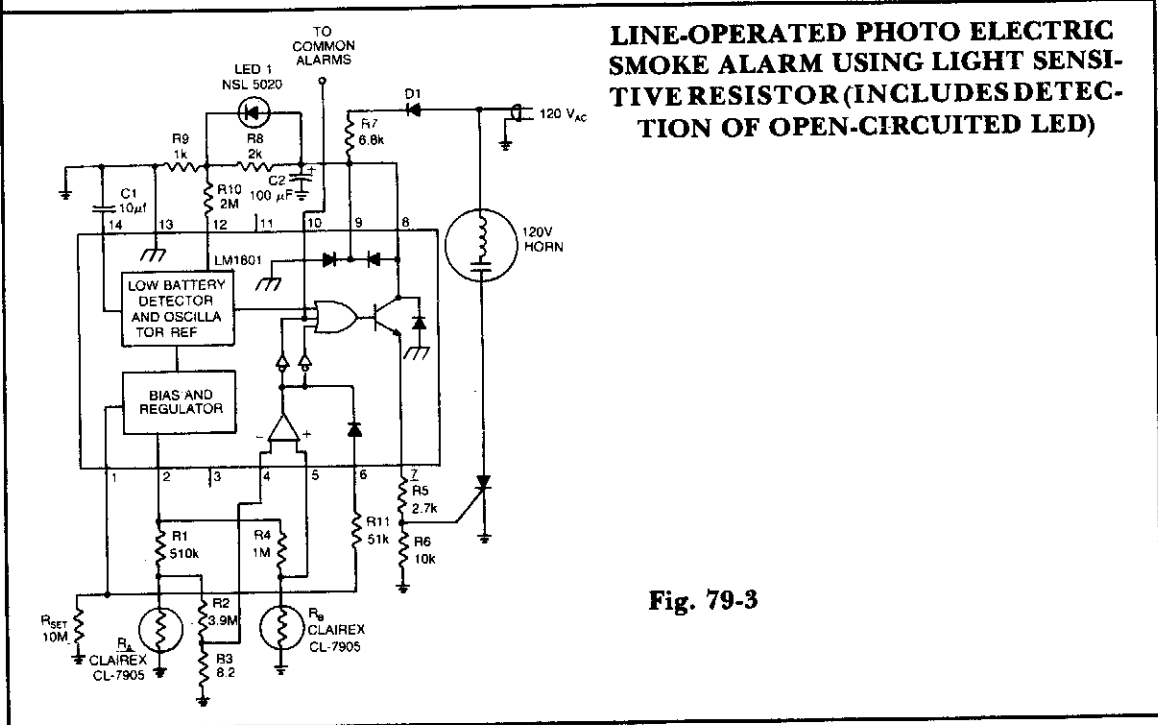 LINE-OPERATED PHOTO ELECTRIC
SMOKE ALARM USING LIGHT SENSI-
TIVE RESISTOR (INCLUDES DETEC-
TION OF OPEN-CIRCUITED LED)
TO
COMMON
ALARMS
LED 1
NSL 5020
D1
120 VAC
R7
6.8k
R9
1k
R8
2k
C2
100 µF
+
C1
10µf
R10
2M
14
13
12
11
10
9
8
120V
HORN
LM1801
LOW BATTERY
DETECTOR
AND OSCILLA
TOR REF
BIAS AND
REGULATOR
-
+
1
2
3
4
5
6
7
R5
2.7k
R1
510k
R4
1M
R11
51k
R6
10k
RSET
10M
R2
3.9M
RA
CLAIREX
CL-7905
RB
CLAIREX
CL-7905
R3
8.2
Fig. 79-3